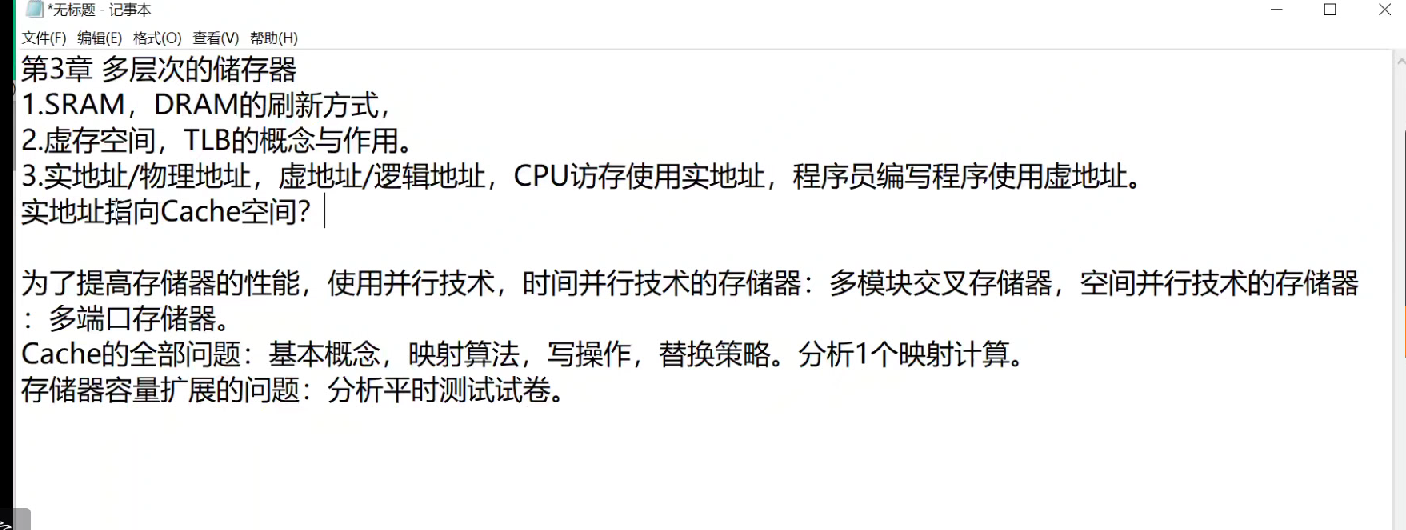 *无标题 - 记事本
文件(F) 编辑(E) 格式(O) 查看(V) 帮助(H)
第3章 多层次的储存器
1.SRAM，DRAM的刷新方式，
2.虚存空间，TLB的概念与作用。
3.实地址/物理地址，虚地址/逻辑地址，CPU访存使用实地址，程序员编写程序使用虚地址。
实地址指向Cache空间？
为了提高存储器的性能，使用并行技术，时间并行技术的存储器：多模块交叉存储器，空间并行技术的存储器
：多端口存储器。
Cache的全部问题：基本概念，映射算法，写操作，替换策略。分析1个映射计算。
存储器容量扩展的问题：分析平时测试试卷。